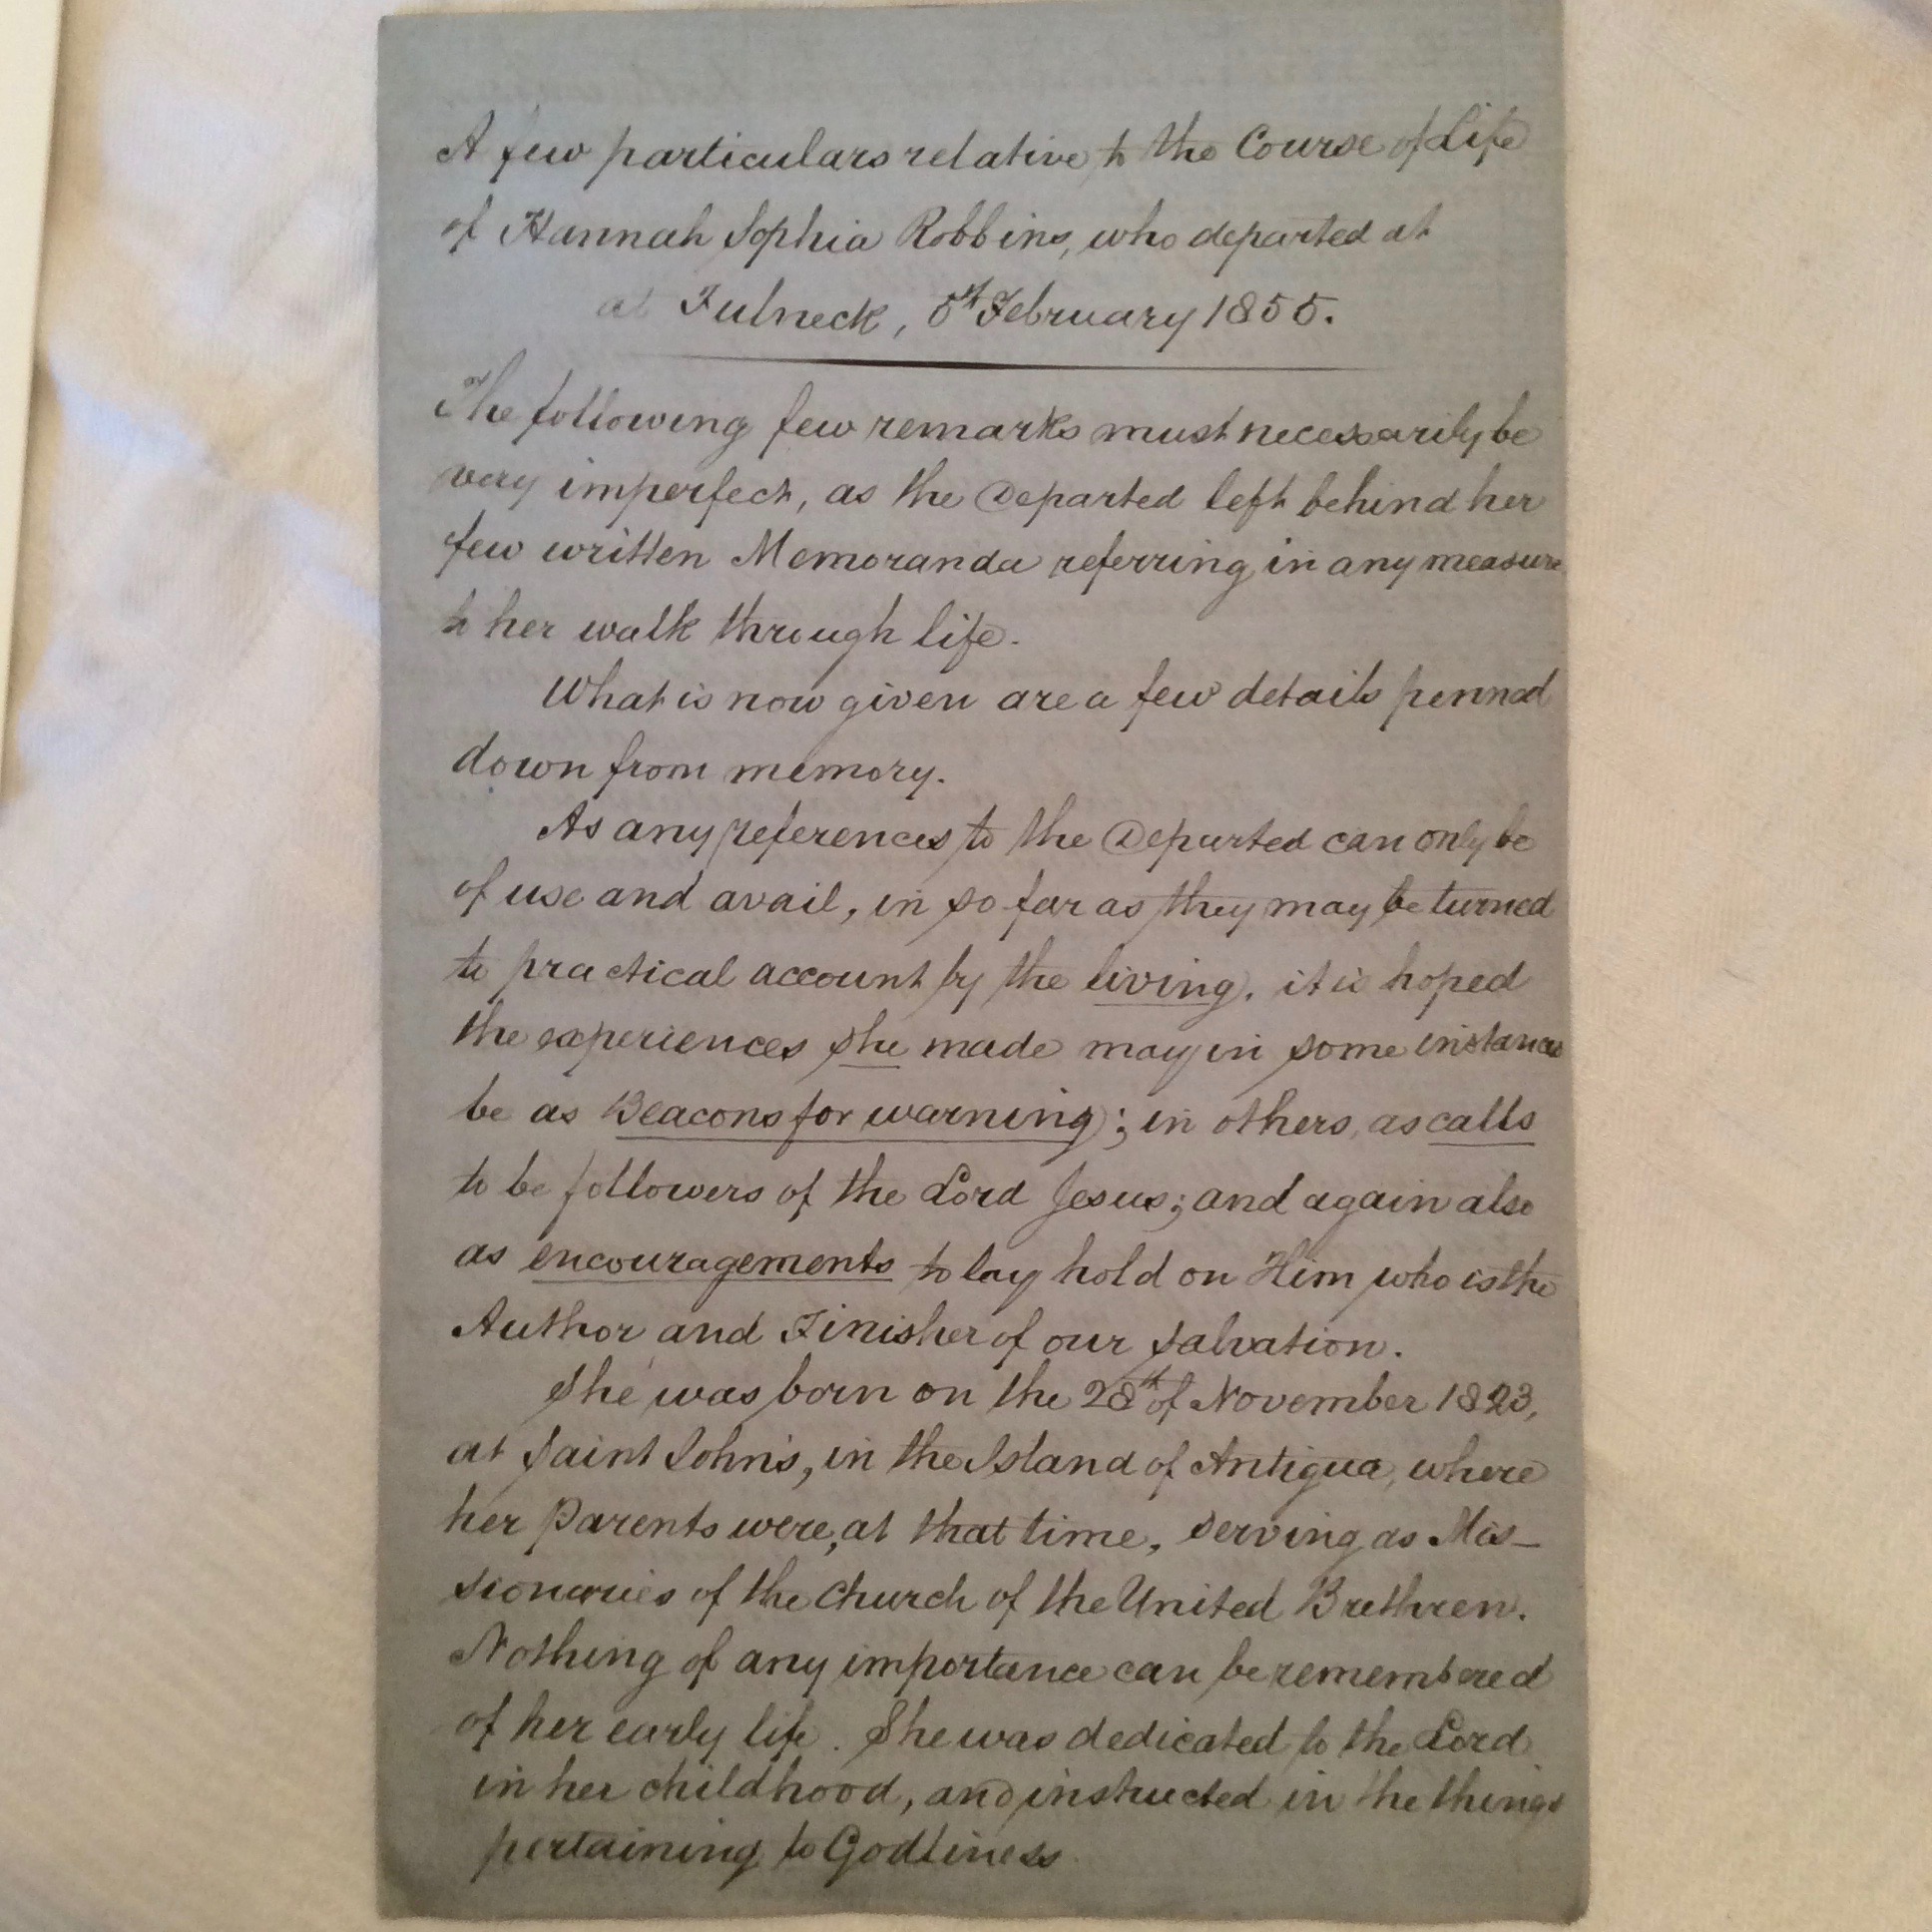 A few particulars relative to the Course of Life
of Hannah Sophia Robbins, who departed at
at Fulneck, 5th February 1855.
The following few remarks must necessarily be
very imperfect, as the Departed left behind her
few written Memoranda referring in any measure
to her walk through life.
What is now given are a few details penned
down from memory.
As any references to the Departed can only be
of use and avail, in so far as they may be turned
to practical account by the living, it is hoped
the experiences she made may in some instances
be as Beacons for warning; in others, as calls
to be followers of the Lord Jesus; and again also
as encouragements to lay hold on Him who is the
Author and Finisher of our Salvation.
She was born on the 28th of November 1823,
at Saint John's, in the Island of Antigua, where
her Parents were, at that time, serving as Mis-
sionaries of the Church of the United Brethren.
Nothing of any importance can be remembered
of her early life. She was dedicated to the Lord
in her childhood, and instructed in the things
pertaining to Godliness